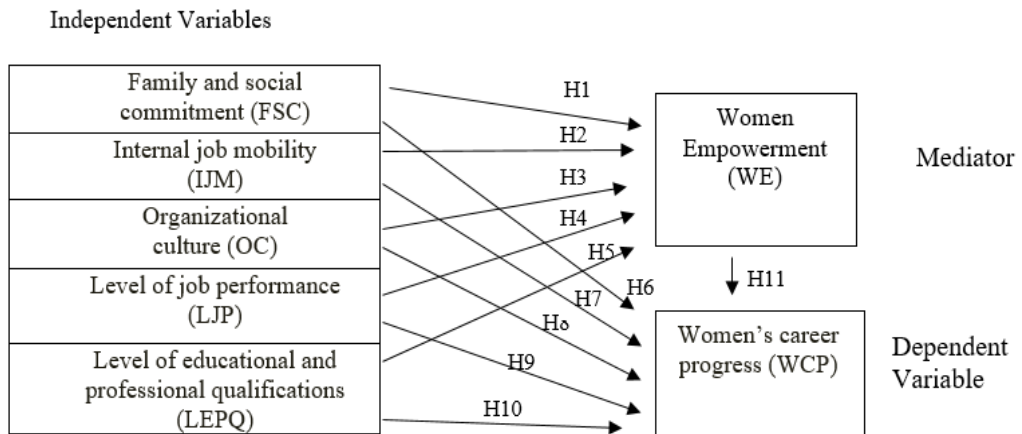 Independent Variables
Family and social
commitment (FSC)
Internal job mobility
(IJM)
Organizational
culture (OC)
Level of job performance
(LJP)
Level of educational and
professional qualifications
(LEPQ)
H1
H2
H3
H4
H5
H6
H7
H8
H9
H10
Women
Empowerment
(WE)
Mediator
H11
Women’s career
progress (WCP)
Dependent
Variable